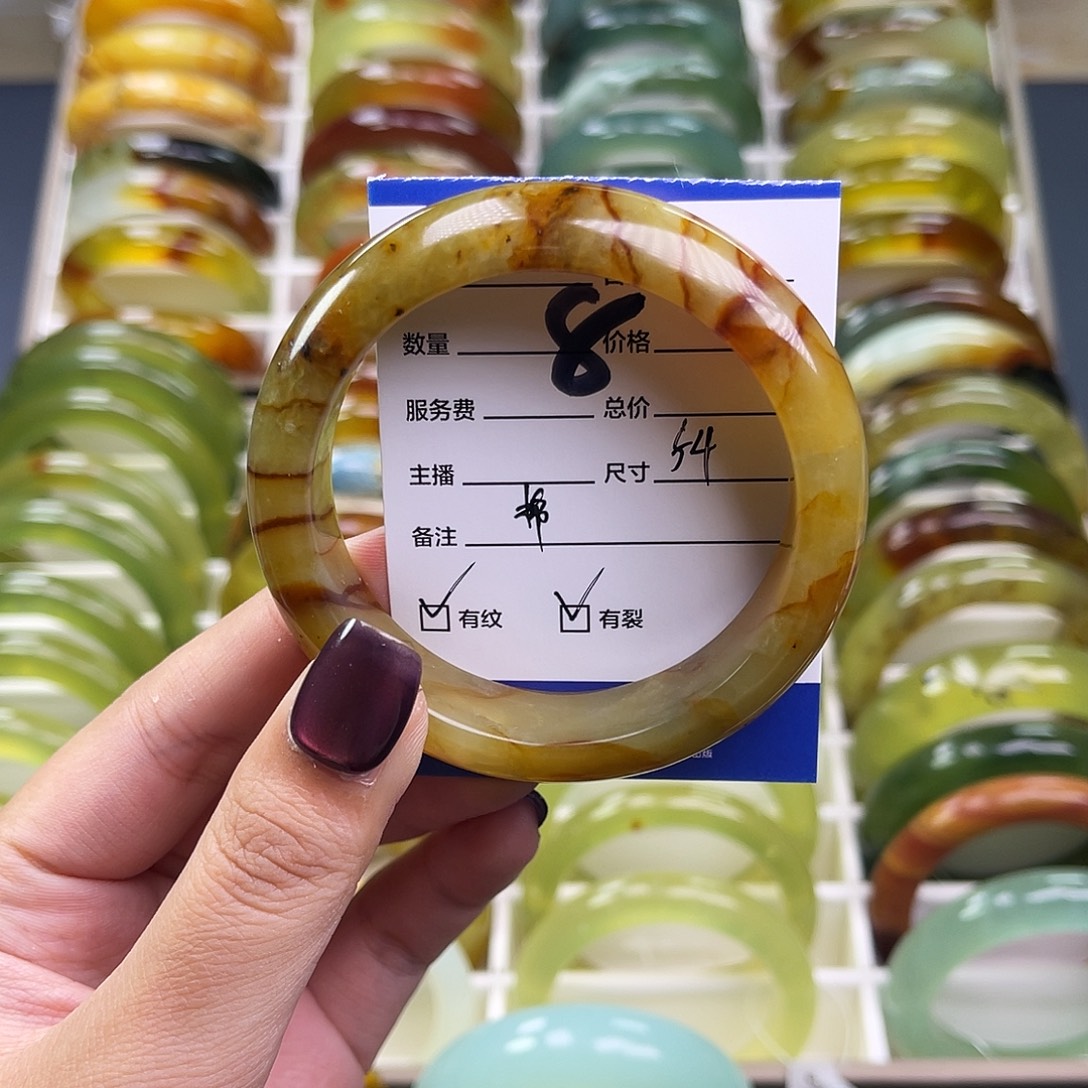 8
数量 价格
服务费 总价
主播 尺寸 54
备注 棉
有纹 有裂